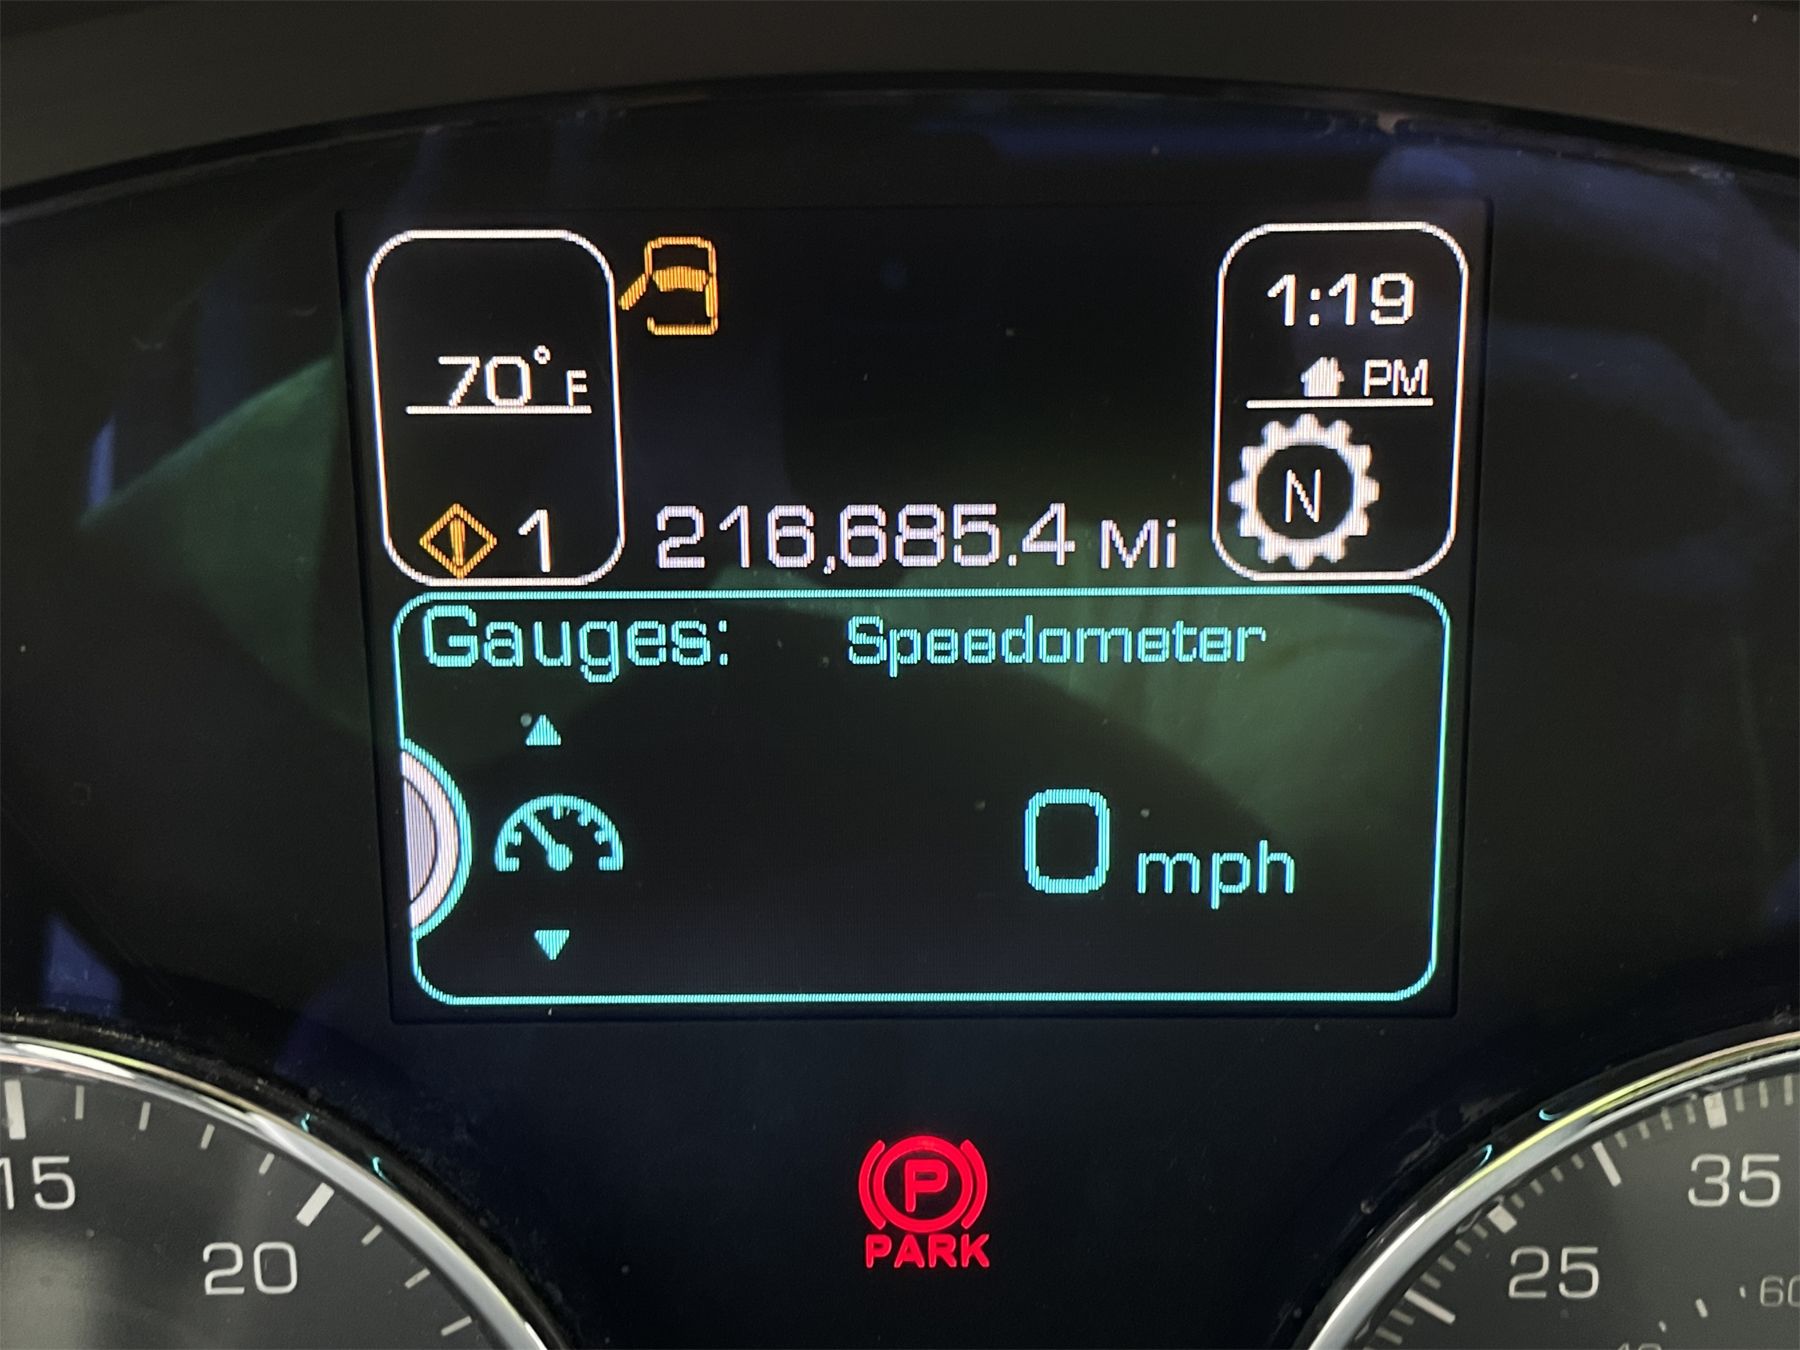 70°F
1:19
PM
N
1
216,685.4 Mi
Gauges: Speedometer
0 mph
P
PARK
15
20
35
25